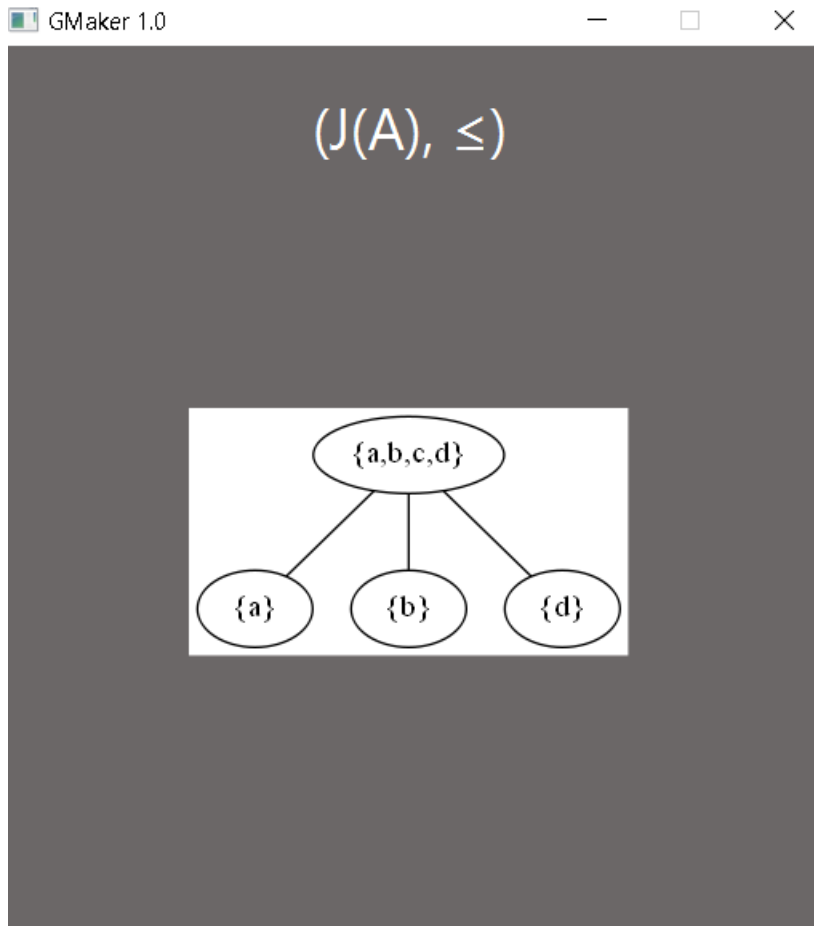 GMaker 1.0
(J(A), ≤)
{a,b,c,d}
{a} {b} {d}